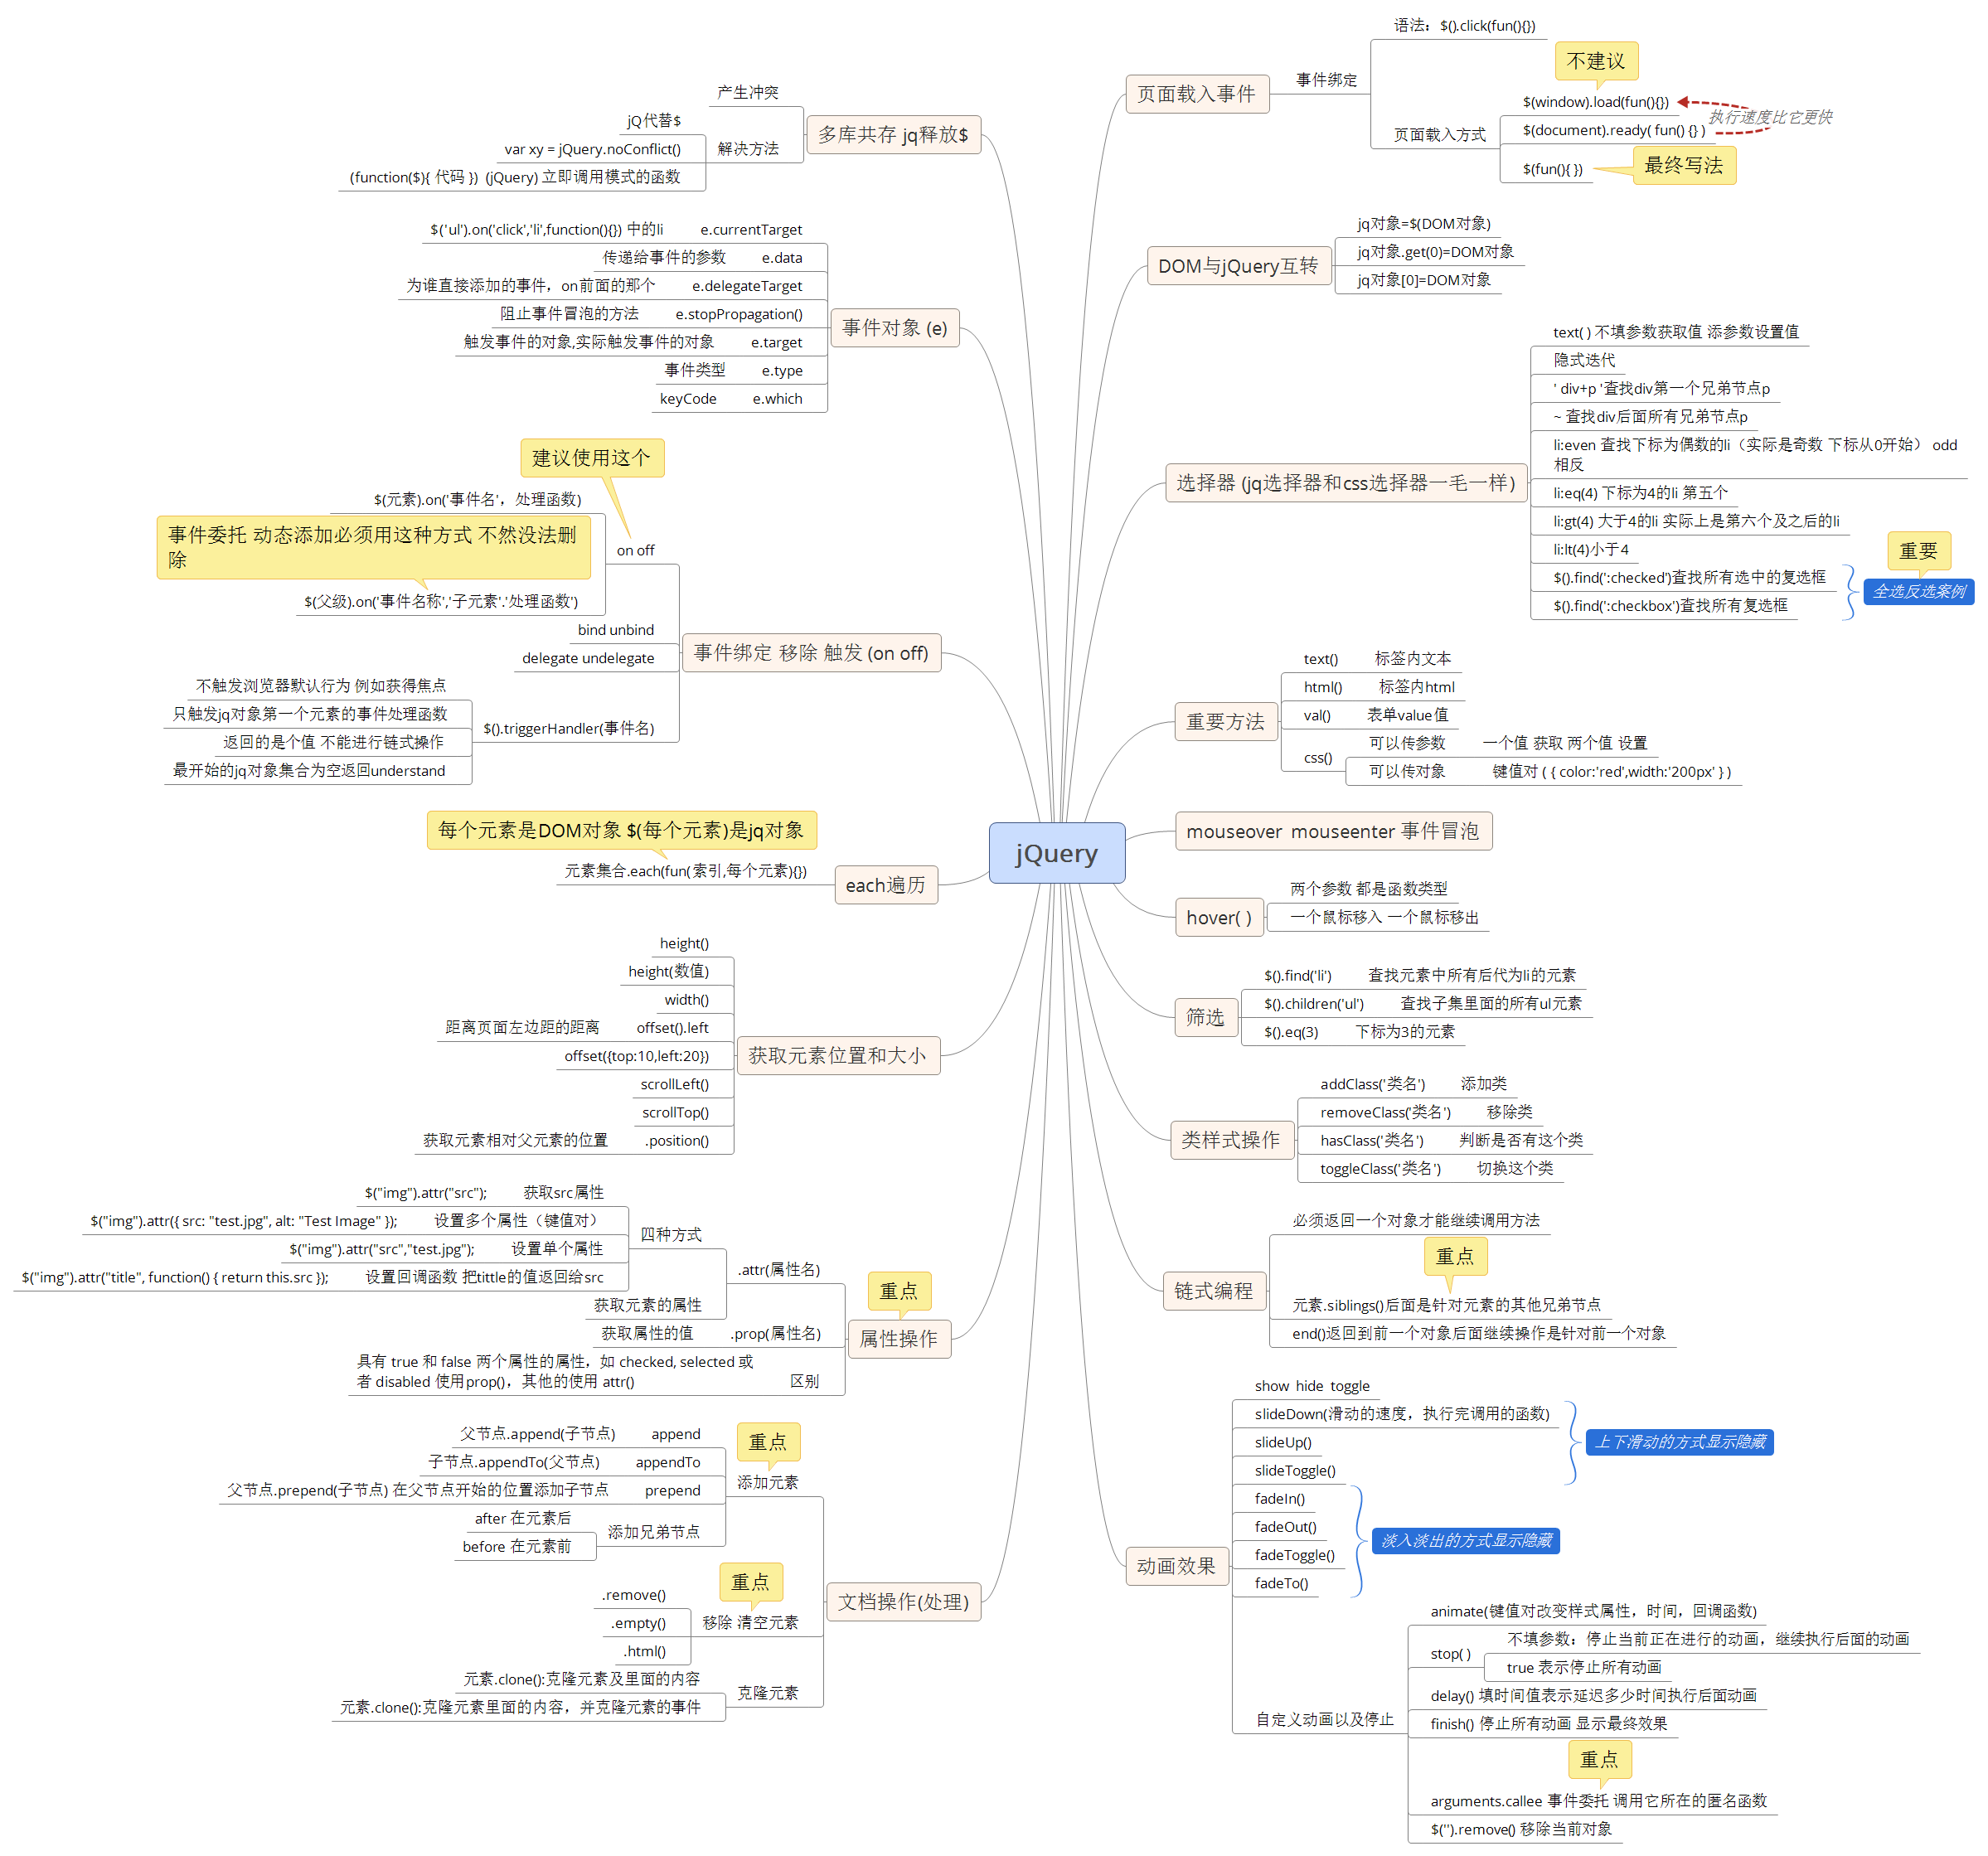 jQuery
页面载入事件
事件绑定
语法：$().click(fun(){})
页面载入方式
不建议
$(window).load(fun(){})
执行速度比它更快
$(document).ready( fun() {} )
$(fun(){ })
最终写法
DOM与jQuery互转
jq对象=$(DOM对象)
jq对象.get(0)=DOM对象
jq对象[0]=DOM对象
选择器 (jq选择器和css选择器一毛一样)
text( ) 不填参数获取值 添参数设置值
隐式迭代
' div+p '查找div第一个兄弟节点p
~ 查找div后面所有兄弟节点p
li:even 查找下标为偶数的li（实际是奇数 下标从0开始） odd
相反
li:eq(4) 下标为4的li 第五个
li:gt(4) 大于4的li 实际上是第六个及之后的li
li:lt(4)小于4
$().find(':checked')查找所有选中的复选框
$().find(':checkbox')查找所有复选框
重要
全选反选案例
重要方法
text() 标签内文本
html() 标签内html
val() 表单value值
css()
可以传参数 一个值 获取 两个值 设置
可以传对象 键值对 ( { color:'red',width:'200px' } )
mouseover mouseenter 事件冒泡
hover( )
两个参数 都是函数类型
一个鼠标移入 一个鼠标移出
筛选
$().find('li') 查找元素中所有后代为li的元素
$().children('ul') 查找子集里面的所有ul元素
$().eq(3) 下标为3的元素
类样式操作
addClass('类名') 添加类
removeClass('类名') 移除类
hasClass('类名') 判断是否有这个类
toggleClass('类名') 切换这个类
链式编程
必须返回一个对象才能继续调用方法
重点
元素.siblings()后面是针对元素的其他兄弟节点
end()返回到前一个对象后面继续操作是针对前一个对象
动画效果
show hide toggle
slideDown(滑动的速度，执行完调用的函数)
slideUp()
slideToggle()
上下滑动的方式显示隐藏
fadeIn()
fadeOut()
fadeToggle()
fadeTo()
淡入淡出的方式显示隐藏
自定义动画以及停止
animate(键值对改变样式属性，时间，回调函数)
stop( )
不填参数：停止当前正在进行的动画，继续执行后面的动画
true 表示停止所有动画
delay() 填时间值表示延迟多少时间执行后面动画
finish() 停止所有动画 显示最终效果
重点
arguments.callee 事件委托 调用它所在的匿名函数
$('').remove() 移除当前对象
多库共存 jq释放$
产生冲突
解决方法
jQ代替$
var xy = jQuery.noConflict()
(function($){ 代码 }) (jQuery) 立即调用模式的函数
事件对象 (e)
$('ul').on('click','li',function(){}) 中的li e.currentTarget
传递给事件的参数 e.data
为谁直接添加的事件，on前面的那个 e.delegateTarget
阻止事件冒泡的方法 e.stopPropagation()
触发事件的对象,实际触发事件的对象 e.target
事件类型 e.type
keyCode e.which
事件绑定 移除 触发 (on off)
建议使用这个
on off
$(元素).on('事件名'，处理函数)
事件委托 动态添加必须用这种方式 不然没法删
除
$(父级).on('事件名称','子元素'.'处理函数')
bind unbind
delegate undelegate
$().triggerHandler(事件名)
不触发浏览器默认行为 例如获得焦点
只触发jq对象第一个元素的事件处理函数
返回的是个值 不能进行链式操作
最开始的jq对象集合为空返回understand
each遍历
每个元素是DOM对象 $(每个元素)是jq对象
元素集合.each(fun(索引,每个元素){})
获取元素位置和大小
height()
height(数值)
width()
距离页面左边距的距离 offset().left
offset({top:10,left:20})
scrollLeft()
scrollTop()
获取元素相对父元素的位置 .position()
重点
属性操作
.attr(属性名)
四种方式
$("img").attr("src"); 获取src属性
$("img").attr({ src: "test.jpg", alt: "Test Image" }); 设置多个属性（键值对）
$("img").attr("src","test.jpg"); 设置单个属性
$("img").attr("title", function() { return this.src }); 设置回调函数 把tittle的值返回给src
获取元素的属性
获取属性的值 .prop(属性名)
具有 true 和 false 两个属性的属性，如 checked, selected 或
者 disabled 使用prop()，其他的使用 attr()
区别
文档操作(处理)
重点
添加元素
父节点.append(子节点) append
子节点.appendTo(父节点) appendTo
父节点.prepend(子节点) 在父节点开始的位置添加子节点 prepend
添加兄弟节点
after 在元素后
before 在元素前
重点
移除 清空元素
.remove()
.empty()
.html()
克隆元素
元素.clone():克隆元素及里面的内容
元素.clone():克隆元素里面的内容，并克隆元素的事件